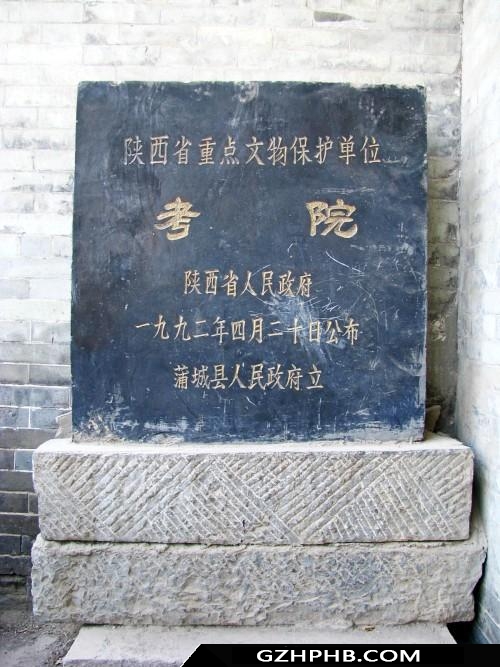 陕西省重点文物保护单位
考 院
陕西省人民政府
一九九二年四月二十日公布
蒲城县人民政府立
GZHPHB.COM